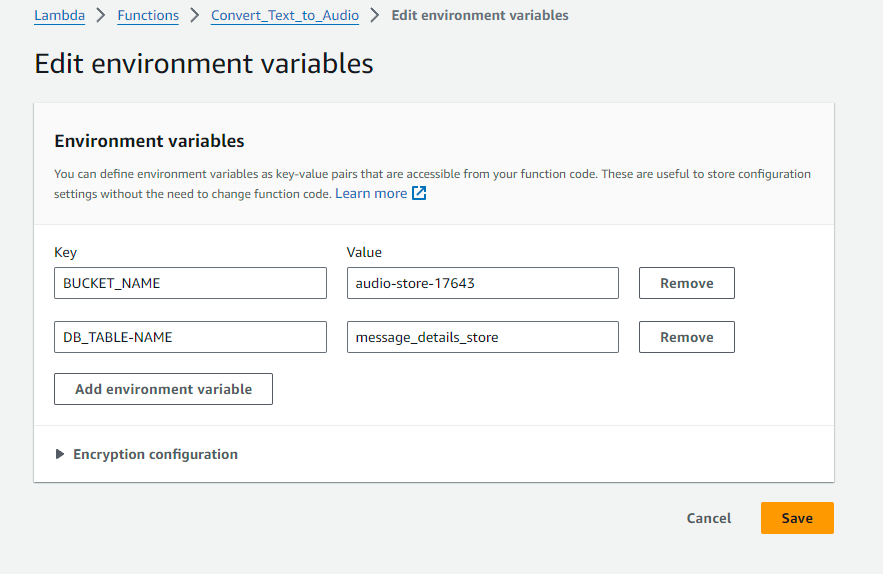 Lambda > Functions > Convert_Text_to_Audio > Edit environment variables
Edit environment variables
Environment variables
You can define environment variables as key-value pairs that are accessible from your function code. These are useful to store configuration
settings without the need to change function code. Learn more
Key Value
BUCKET_NAME audio-store-17643 Remove
DB_TABLE-NAME message_details_store Remove
Add environment variable
Encryption configuration
Cancel Save